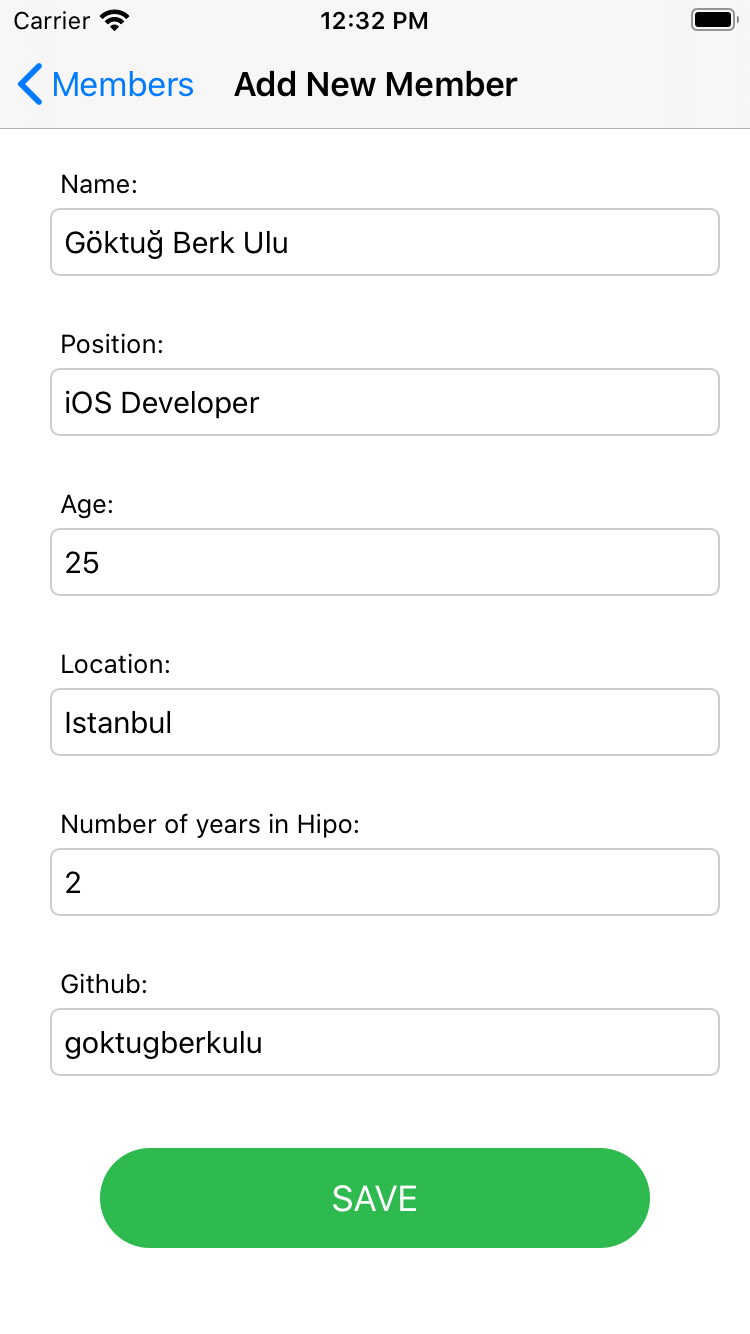 Carrier 12:32 PM
Members Add New Member
Name:
Göktuğ Berk Ulu
Position:
iOS Developer
Age:
25
Location:
Istanbul
Number of years in Hipo:
2
Github:
goktugberkulu
SAVE